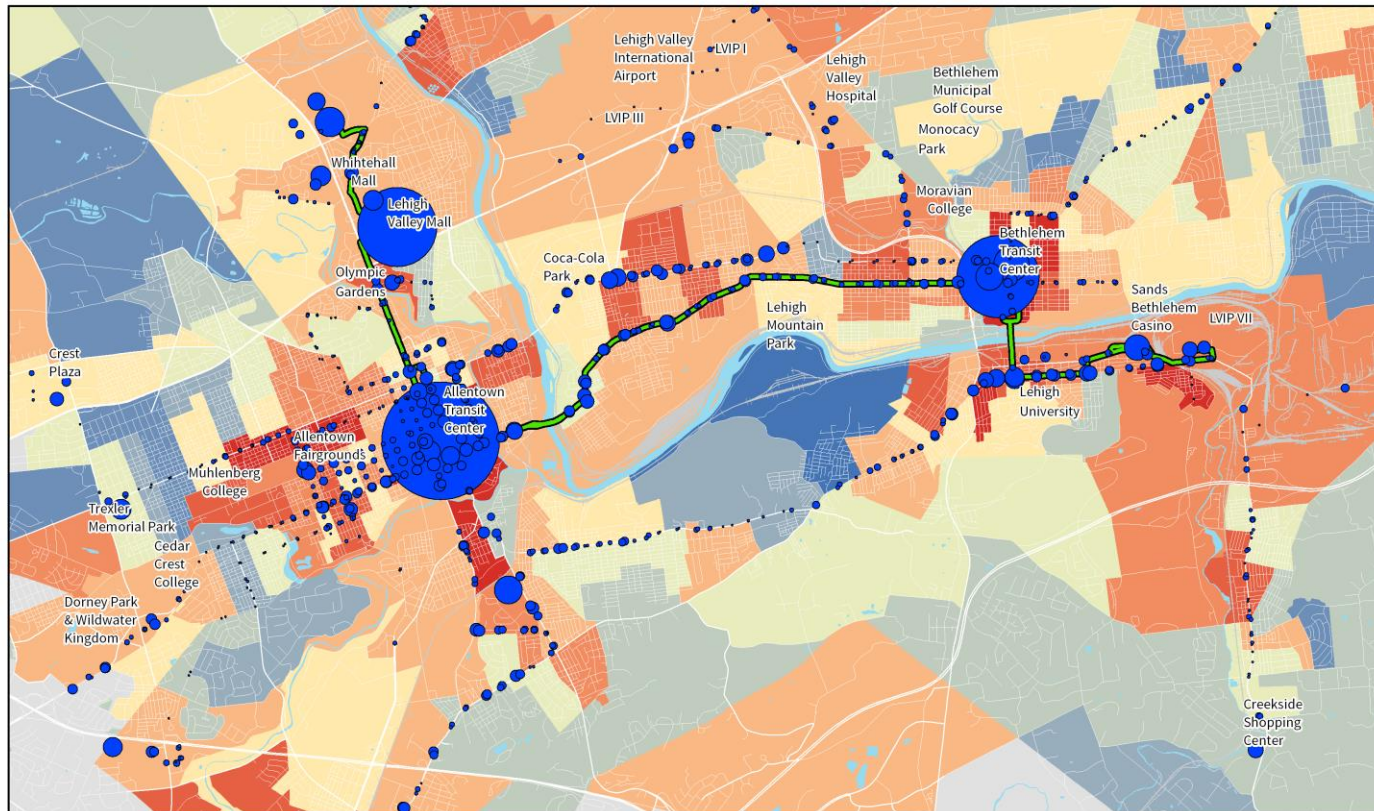 Lehigh Valley
International
Airport
LVIP I
Lehigh
Valley
Hospital
Bethlehem
Municipal
Golf Course
LVIP III
Monocacy
Park
Whihtehall
Mall
Lehigh
Valley Mall
Moravian
College
Bethlehem
Transit
Center
Coca-Cola
Park
Olympic
Gardens
Sands
Bethlehem
Casino
LVIP VII
Lehigh
Mountain
Park
Crest
Plaza
Allentown
Transit
Center
Lehigh
University
Allentown
Fairgrounds
Muhlenberg
College
Trexler
Memorial Park
Cedar
Crest
College
Dorney Park
& Wildwater
Kingdom
Creekside
Shopping
Center